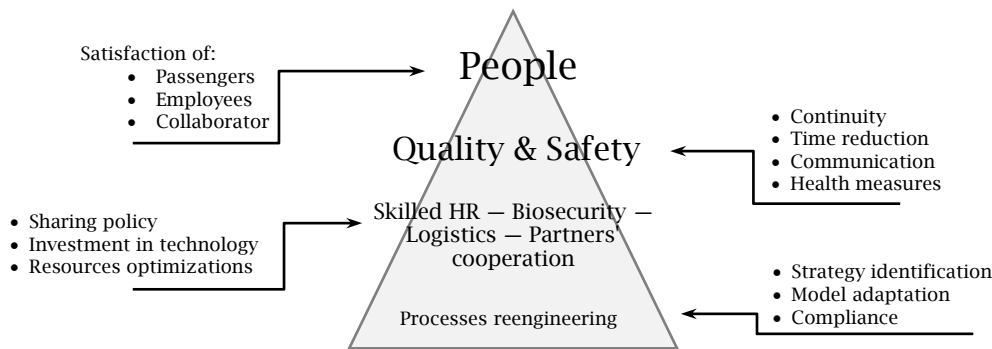 Satisfaction of:
• Passengers
• Employees
• Collaborator
People
• Continuity
• Time reduction
• Communication
• Health measures
Quality & Safety
• Sharing policy
• Investment in technology
• Resources optimizations
Skilled HR – Biosecurity –
Logistics – Partners'
cooperation
• Strategy identification
• Model adaptation
• Compliance
Processes reengineering